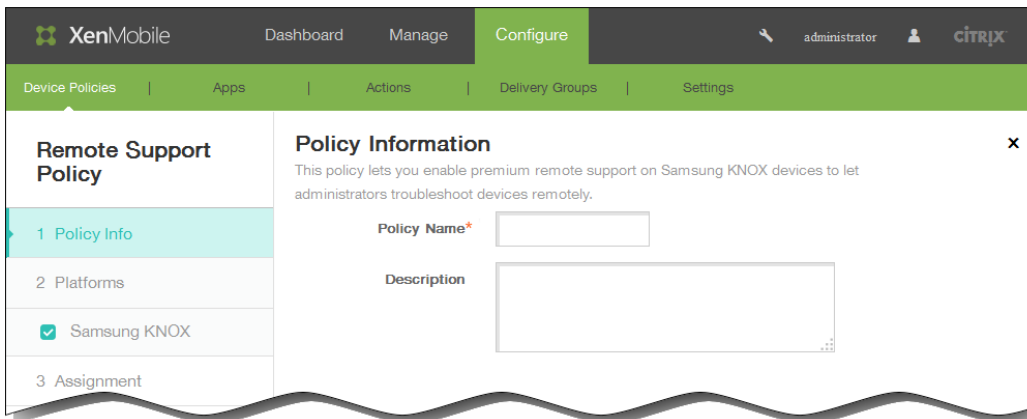 XenMobile
Dashboard
Manage
Configure
administrator
CİTRIX
Device Policies | Apps | Actions | Delivery Groups | Settings
Remote Support
Policy
1 Policy Info
2 Platforms
Samsung KNOX
3 Assignment
Policy Information
x
This policy lets you enable premium remote support on Samsung KNOX devices to let
administrators troubleshoot devices remotely.
Policy Name*
Description